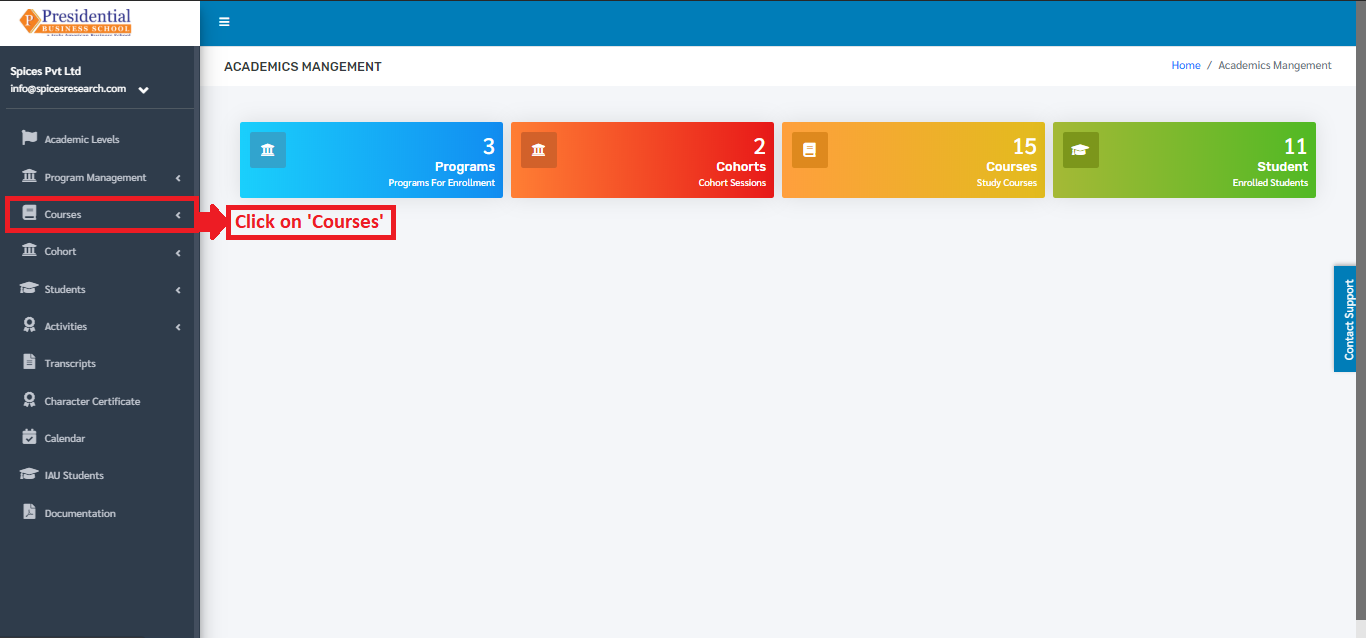 Presidential
BUSINESS SCHOOL
Spices Pvt Ltd
info@spicesresearch.com
ACADEMICS MANGEMENT
Home / Academics Mangement
Academic Levels
Program Management
Courses
Cohort
Students
Activities
Transcripts
Character Certificate
Calendar
IAU Students
Documentation
3
Programs
Programs For Enrollment
2
Cohorts
Cohort Sessions
15
Courses
Study Courses
11
Student
Enrolled Students
Click on 'Courses'
Contact Support